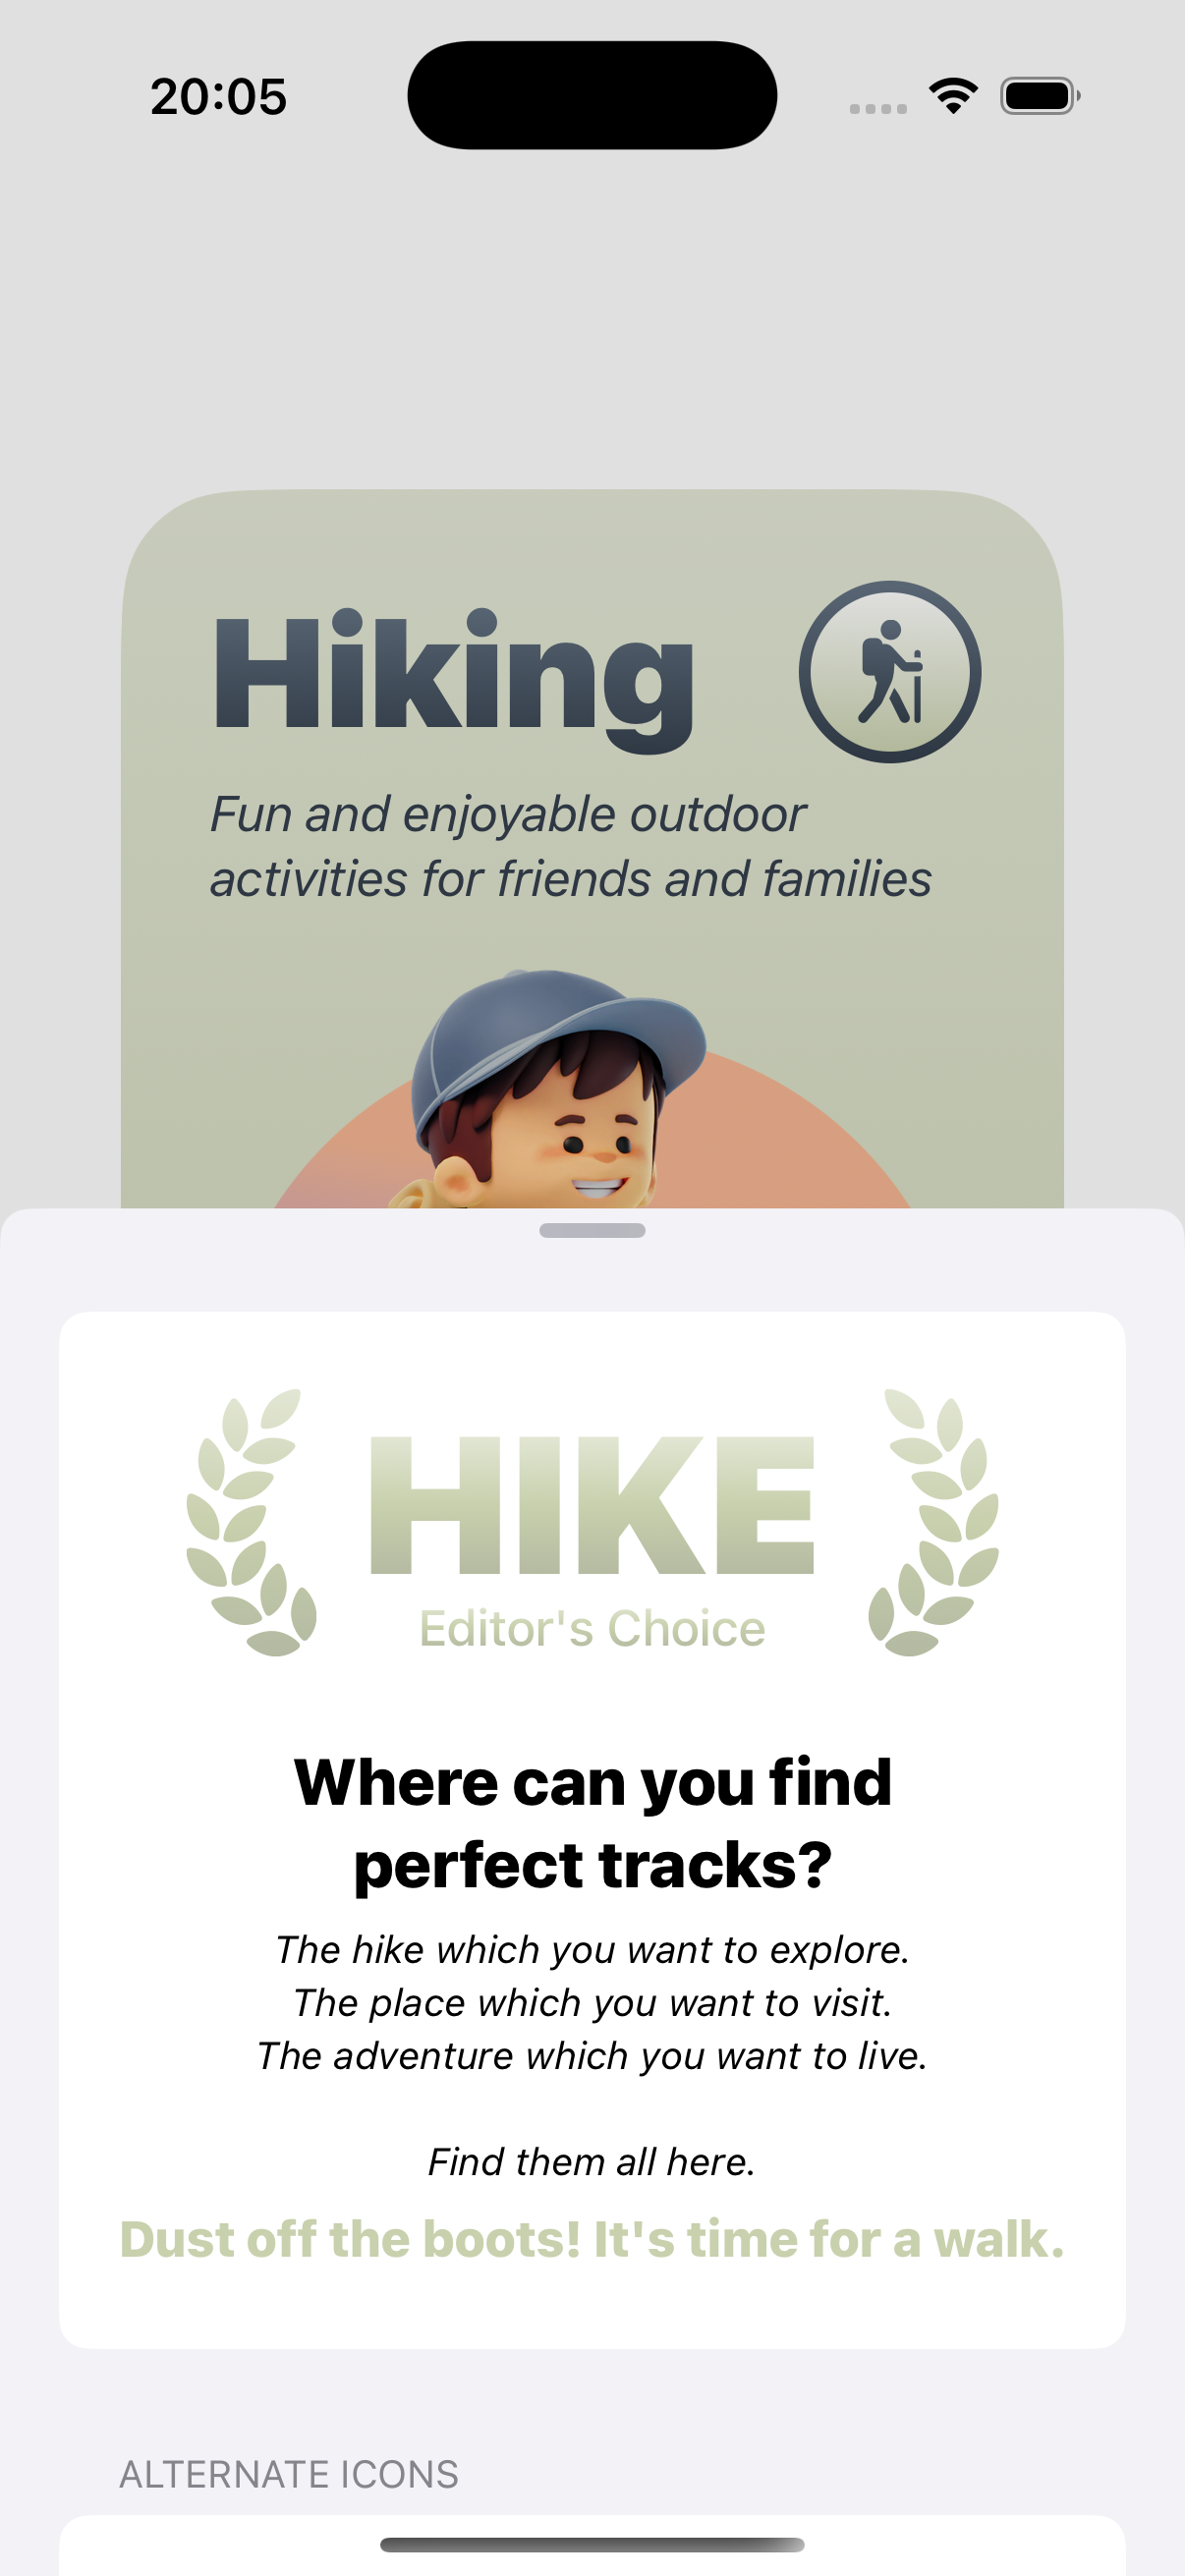 20:05
Hiking
Fun and enjoyable outdoor
activities for friends and families
HIKE
Editor's Choice
Where can you find
perfect tracks?
The hike which you want to explore.
The place which you want to visit.
The adventure which you want to live.
Find them all here.
Dust off the boots! It's time for a walk.
ALTERNATE ICONS